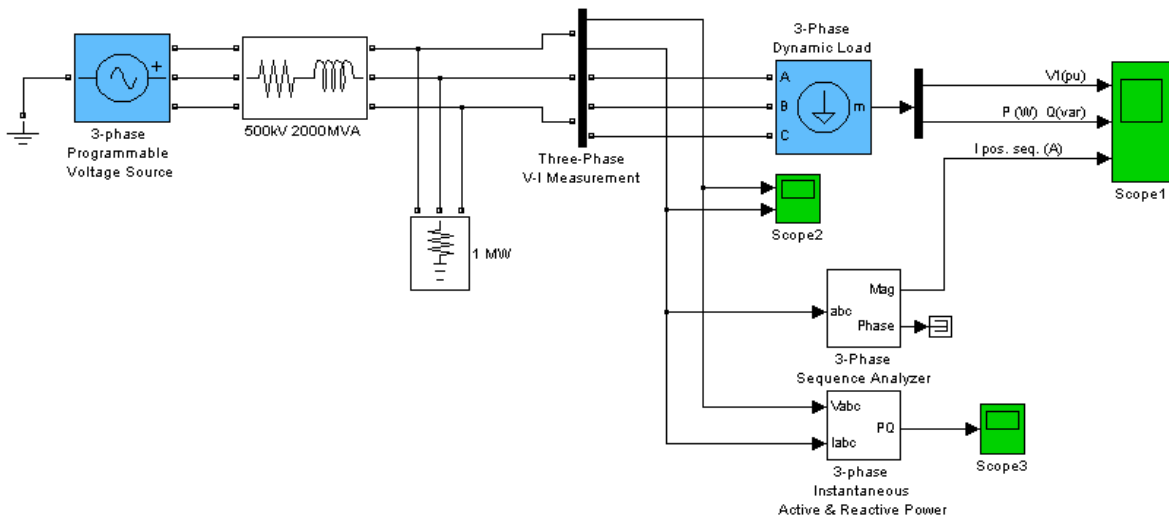 3-phase
Programmable
Voltage Source
+
500kV 2000MVA
1 MW
Three-Phase
V-I Measurement
3-Phase
Dynamic Load
A
B
C
m
V1(pu)
P (W)  Q(var)
I pos. seq. (A)
Scope1
Scope2
abc
Mag
Phase
3-Phase
Sequence Analyzer
Vabc
Iabc
PQ
3-phase
Instantaneous
Active & Reactive Power
Scope3